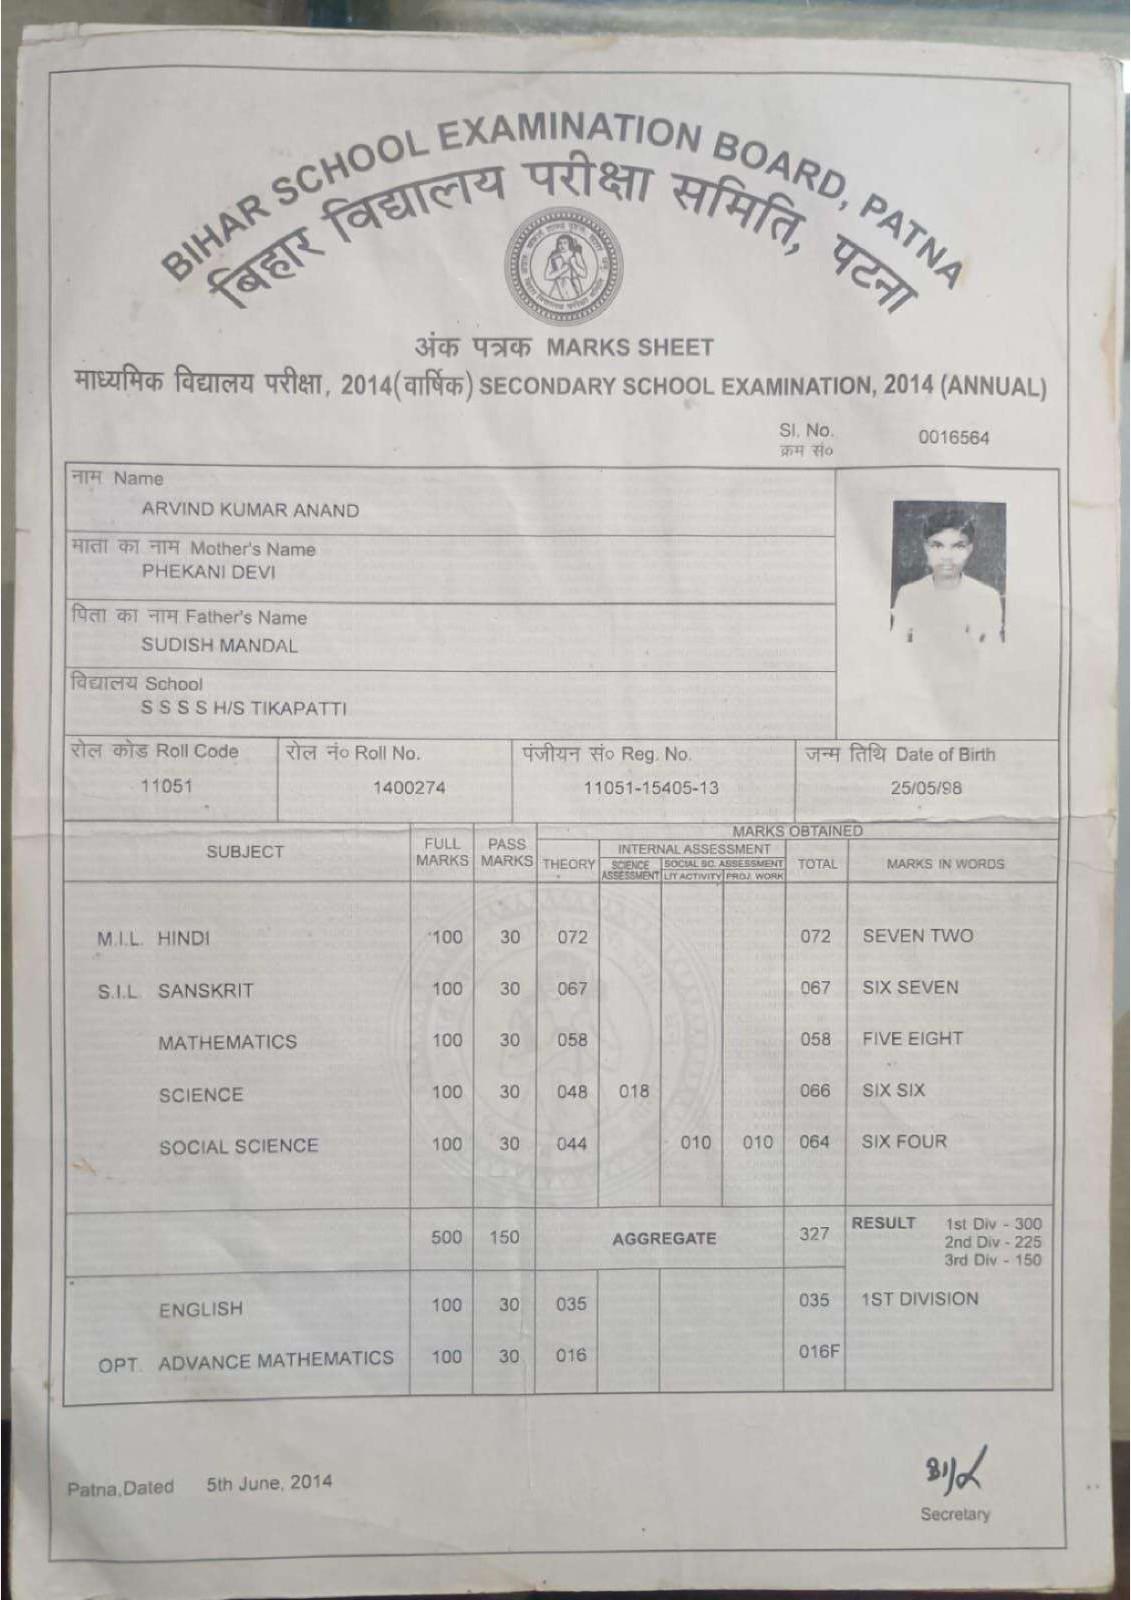 BIHAR SCHOOL EXAMINATION BOARD, PATNA
बिहार विद्यालय परीक्षा समिति, पटना
अंक पत्रक MARKS SHEET
माध्यमिक विद्यालय परीक्षा, 2014(वार्षिक) SECONDARY SCHOOL EXAMINATION, 2014 (ANNUAL)
SI. No. 0016564
क्रम सं०
नाम Name
ARVIND KUMAR ANAND
माता का नाम Mother's Name
PHEKANI DEVI
पिता का नाम Father's Name
SUDISH MANDAL
विद्यालय School
S S S S H/S TIKAPATTI
रोल कोड Roll Code रोल नं० Roll No. पंजीयन सं० Reg. No. जन्म तिथि Date of Birth
11051 1400274 11051-15405-13 25/05/98
SUBJECT FULL MARKS PASS MARKS MARKS OBTAINED
THEORY INTERNAL ASSESSMENT TOTAL MARKS IN WORDS
SCIENCE ASSESSMENT SOCIAL SC. ASSESSMENT
LIT ACTIVITY PROJ. WORK
M.I.L. HINDI 100 30 072 072 SEVEN TWO
S.I.L. SANSKRIT 100 30 067 067 SIX SEVEN
MATHEMATICS 100 30 058 058 FIVE EIGHT
SCIENCE 100 30 048 018 066 SIX SIX
SOCIAL SCIENCE 100 30 044 010 010 064 SIX FOUR
500 150 AGGREGATE 327 RESULT 1st Div - 300
2nd Div - 225
3rd Div - 150
ENGLISH 100 30 035 035 1ST DIVISION
OPT. ADVANCE MATHEMATICS 100 30 016 016F
Patna,Dated 5th June, 2014
Secretary